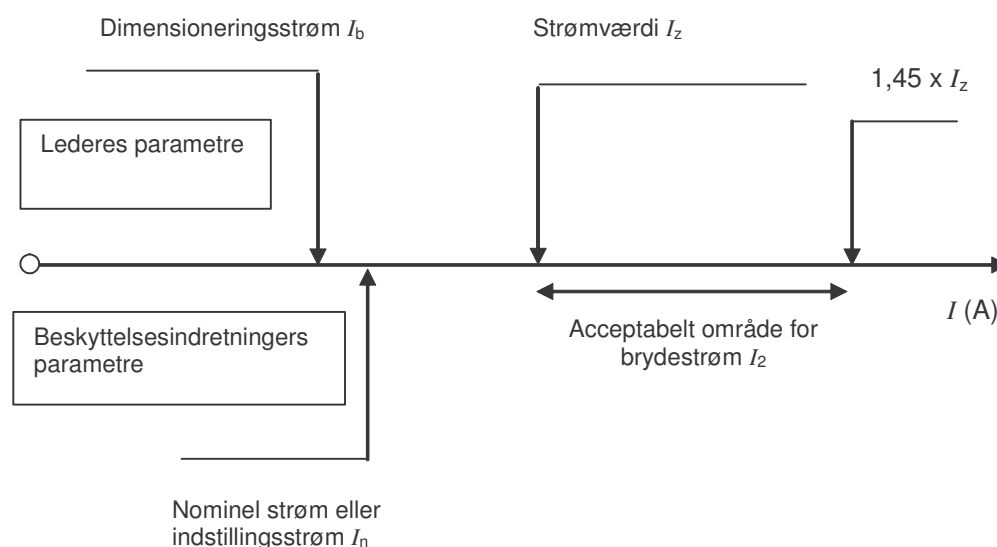 Dimensioneringsstrøm Ib
Strømværdi Iz
1,45 x Iz
Lederes parametre
I (A)
Beskyttelsesindretningers
parametre
Acceptabelt område for
brydestrøm I2
Nominel strøm eller
indstillingsstrøm In